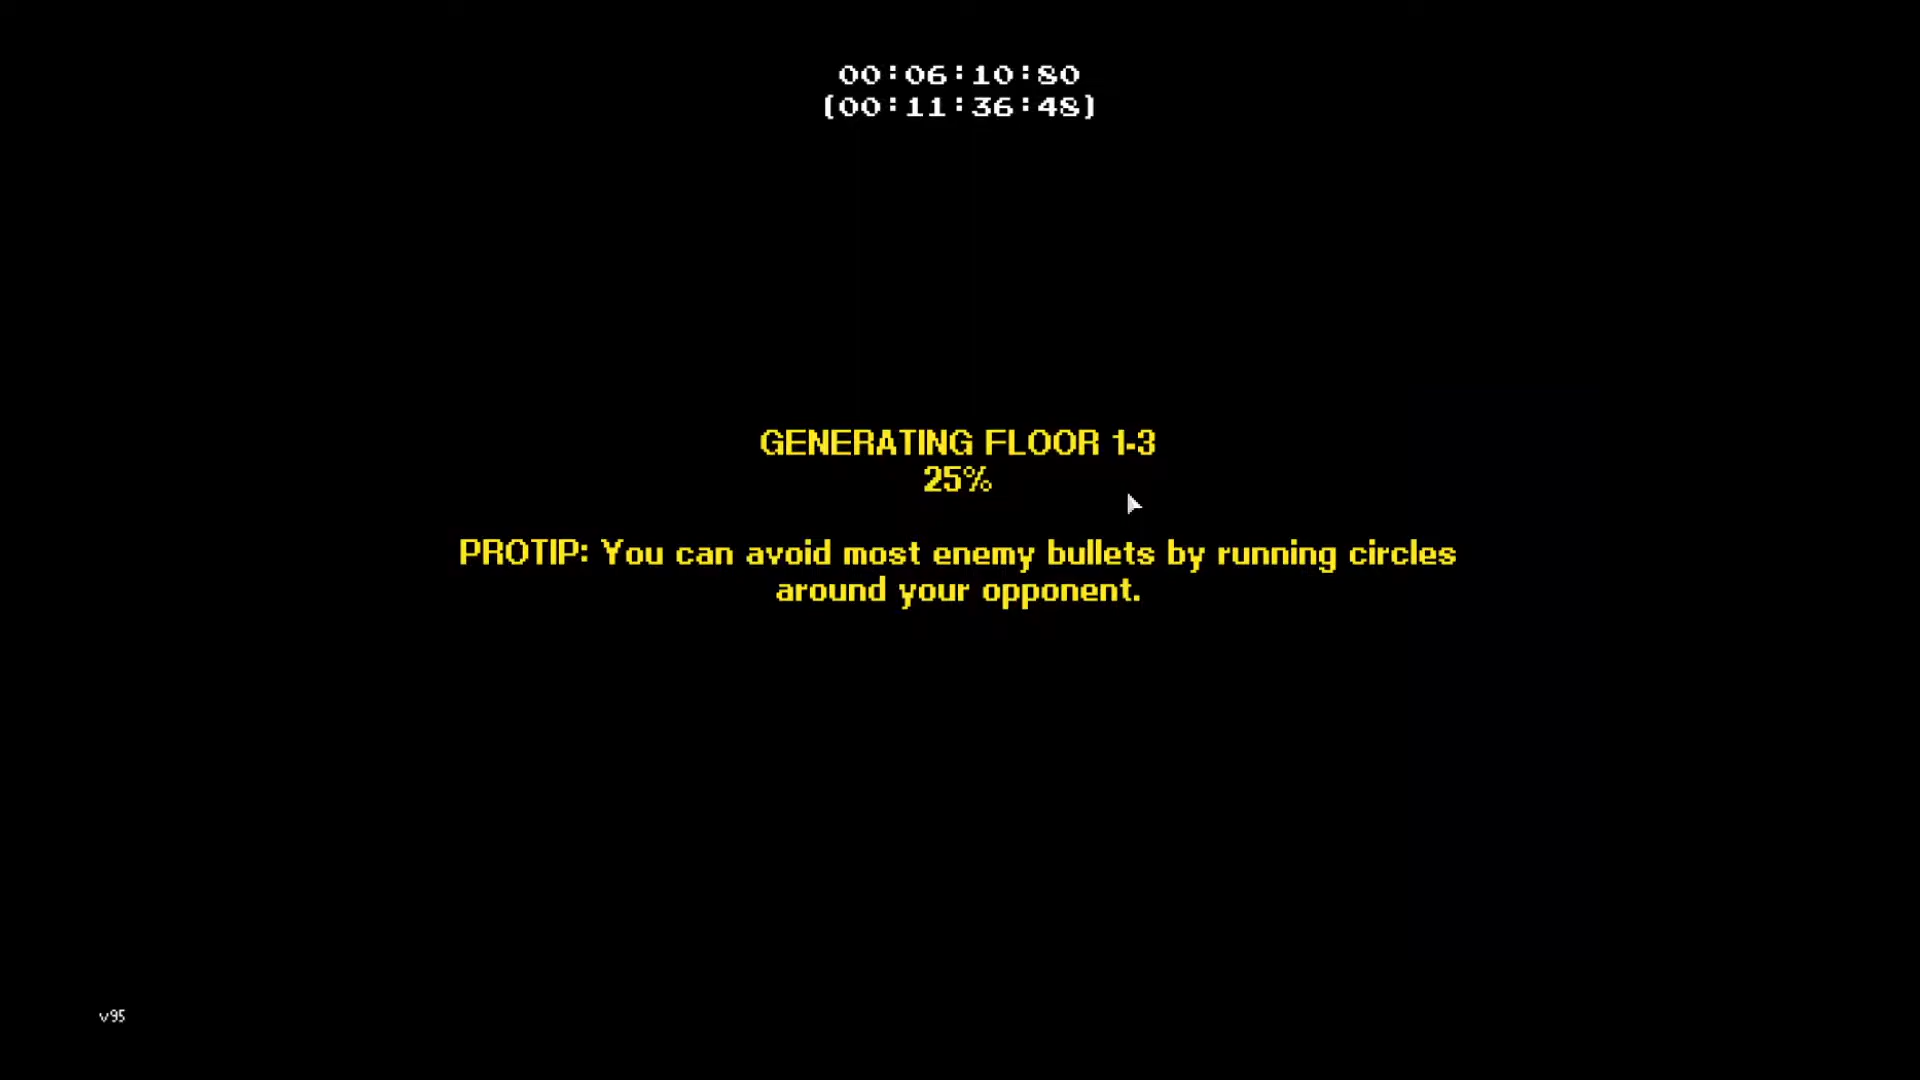 00:06:10:80
[00:11:36:48]
GENERATING FLOOR 1-3
25%
PROTIP: You can avoid most enemy bullets by running circles
around your opponent.
v95